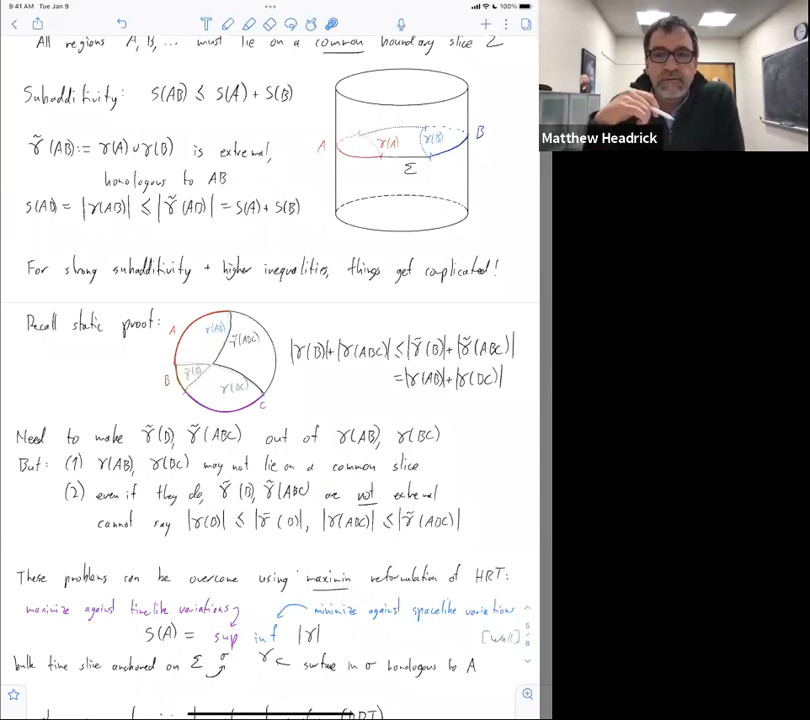 9:41 AM Tue Jan 9
100%
All regions A, B, ... must lie on a common boundary slice Σ
Subadditivity: S(AB) ≤ S(A) + S(B)
γ̃(AB) := γ(A) ∪ γ(B) is extremal,
homologous to AB
S(AB) = |γ(AB)| ≤ |γ̃(AB)| = S(A) + S(B)
A γ(A) γ(B) B
Σ
For strong subadditivity + higher inequalities, things get complicated!
Recall static proof:
A γ(AB) γ̃(ABC)
B γ̃(B) γ(BC) C
|γ(B)|+|γ(ABC)| ≤ |γ̃(B)|+|γ̃(ABC)|
= |γ(AB)|+|γ(BC)|
Need to make γ̃(B), γ̃(ABC) out of γ(AB), γ(BC)
But: (1) γ(AB), γ(BC) may not lie on a common slice
(2) even if they do, γ̃(B), γ̃(ABC) are not extremal
cannot say |γ(B)| ≤ |γ̃(B)|, |γ(ABC)| ≤ |γ̃(ABC)|
These problems can be overcome using maximin reformulation of HRT:
maximize against timelike variations
minimize against spacelike variations
S(A) = sup inf |γ|
[Wall]
bulk time slice anchored on Σ σ γ ⊂ surface in σ homologous to A
Matthew Headrick